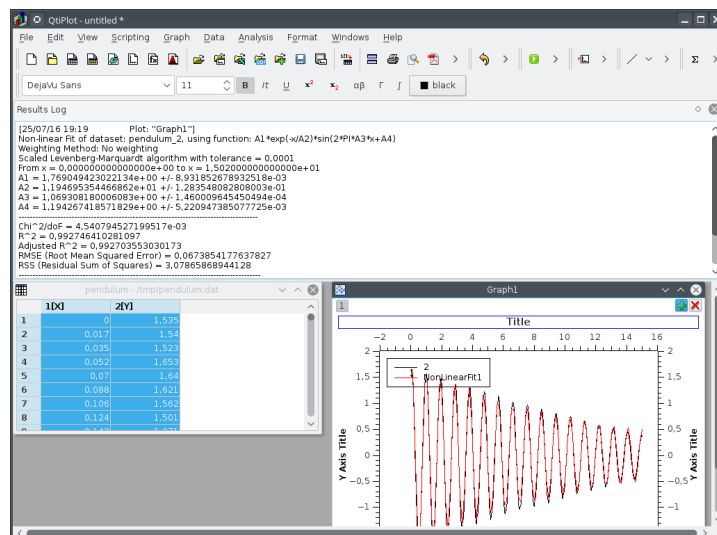 QtiPlot - untitled *
File Edit View Scripting Graph Data Analysis Format Windows Help
Σ
DejaVu Sans 11 B It U x² x₂ αβ Γ ∫ black
Results Log
[25/07/16 19:19 Plot: "Graph1"]
Non-linear Fit of dataset: pendulum_2, using function: A1*exp(-x/A2)*sin(2*PI*A3*x+A4)
Weighting Method: No weighting
Scaled Levenberg-Marquardt algorithm with tolerance = 0,0001
From x = 0,000000000000000e+00 to x = 1,502000000000000e+01
A1 = 1,769049423022134e+00 +/- 8,931852678932518e-03
A2 = 1,194695354466862e+01 +/- 1,283548082808003e-01
A3 = 1,069308180006083e+00 +/- 1,460009645450494e-04
A4 = 1,194267418571829e+00 +/- 5,220947385077725e-03
--------------------------------------------------------------------------------------
Chi^2/doF = 4,540794527199517e-03
R^2 = 0,992746410281097
Adjusted R^2 = 0,992703553030173
RMSE (Root Mean Squared Error) = 0,0673854177637827
RSS (Residual Sum of Squares) = 3,07865868944128
--------------------------------------------------------------------------------------
pendulum - /tmp/pendulum.dat
1[X] 2[Y]
1 0 1,535
2 0,017 1,54
3 0,035 1,523
4 0,052 1,653
5 0,07 1,64
6 0,088 1,621
7 0,106 1,562
8 0,124 1,501
Graph1
1
Title
−2 0 2 4 6 8 10 12 14 16
2 2
2
NonLinearFit1
1,5 1,5
1 1
0,5 0,5
0 0
−0,5 −0,5
−1 −1
Y Axis Title
Y Axis Title